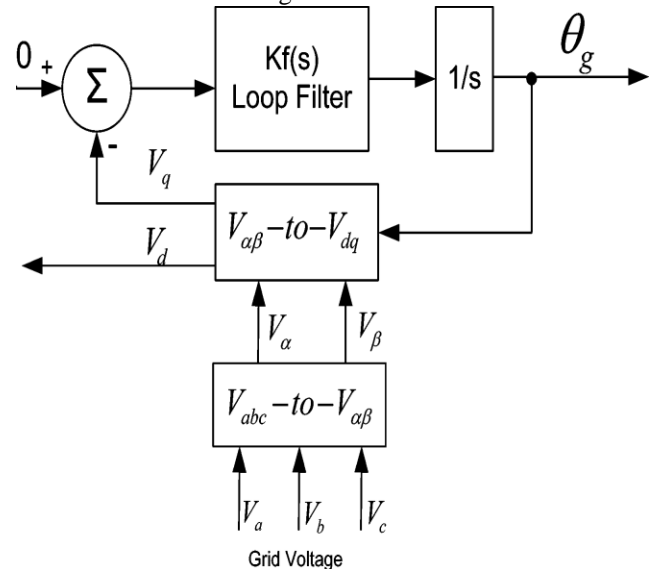 0 +
Σ
-
Kf(s)
Loop Filter
1/s
θg
Vq
Vd
Vαβ-to-Vdq
Vα
Vβ
Vabc-to-Vαβ
Va
Vb
Vc
Grid Voltage